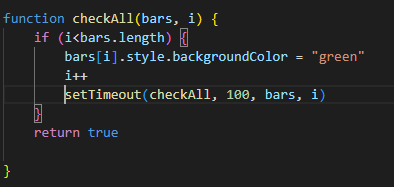 function checkAll(bars, i) {
    if (i<bars.length) {
        bars[i].style.backgroundColor = "green"
        i++
        setTimeout(checkAll, 100, bars, i)
    }
    return true
}